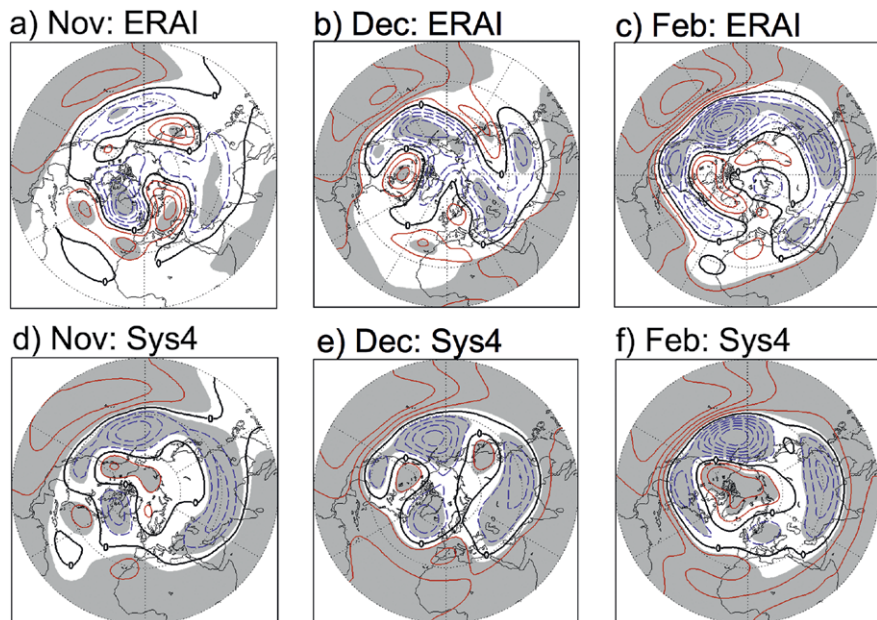 a) Nov: ERAI
b) Dec: ERAI
c) Feb: ERAI
d) Nov: Sys4
e) Dec: Sys4
f) Feb: Sys4